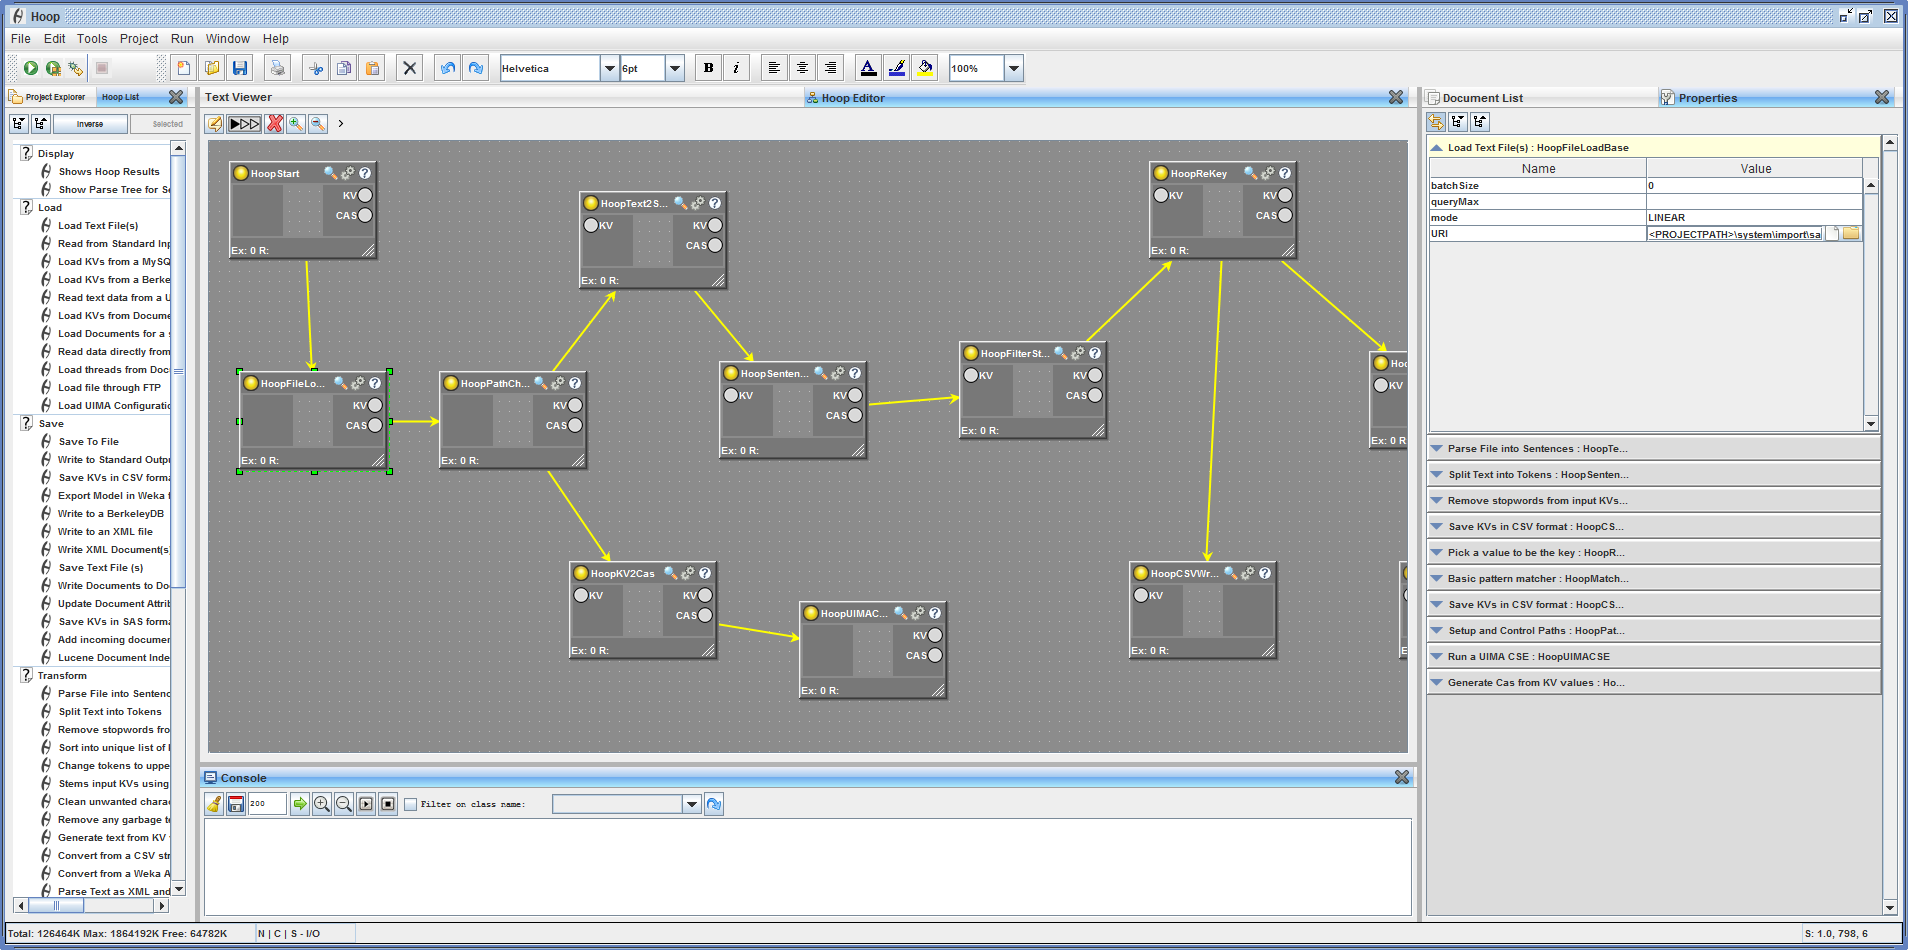 Hoop
File Edit Tools Project Run Window Help
Helvetica 6pt B i A 100%
Project Explorer Hoop List
Inverse Selected
Display
Shows Hoop Results
Show Parse Tree for Se
Load
Load Text File(s)
Read from Standard Inp
Load KVs from a MySQ
Load KVs from a Berke
Read text data from a U
Load KVs from Docume
Load Documents for a s
Read data directly from
Load threads from Docu
Load file through FTP
Load UIMA Configuratio
Save
Save To File
Write to Standard Outpu
Save KVs in CSV forma
Export Model in Weka f
Write to a BerkeleyDB
Write to an XML file
Write XML Document(s
Save Text File (s)
Write Documents to Do
Update Document Attrib
Save KVs in SAS forma
Add incoming documen
Lucene Document Inde
Transform
Parse File into Sentenc
Split Text into Tokens
Remove stopwords fro
Sort into unique list of
Change tokens to uppe
Stems input KVs using
Clean unwanted chara
Remove any garbage t
Generate text from KV
Convert from a CSV str
Convert from a Weka A
Parse Text as XML and
Text Viewer
Hoop Editor
HoopStart
KV
CAS
Ex: 0 R:
HoopText2S...
KV KV
CAS
Ex: 0 R:
HoopReKey
KV KV
CAS
Ex: 0 R:
HoopFileLo...
KV
CAS
Ex: 0 R:
HoopPathCh...
KV
CAS
Ex: 0 R:
HoopSenten...
KV KV
CAS
Ex: 0 R:
HoopFilterSt...
KV KV
CAS
Ex: 0 R:
Hoo
KV
Ex: 0 R
HoopKV2Cas
KV KV
CAS
Ex: 0 R:
HoopUIMAC...
KV
CAS
Ex: 0 R:
HoopCSVWr...
KV
Ex: 0 R:
E
Console
200 Filter on class name:
Document List
Properties
Load Text File(s) : HoopFileLoadBase
Name Value
batchSize 0
queryMax
mode LINEAR
URI <PROJECTPATH>\system\import\sa
Parse File into Sentences : HoopTe...
Split Text into Tokens : HoopSenten...
Remove stopwords from input KVs...
Save KVs in CSV format : HoopCS...
Pick a value to be the key : HoopR...
Basic pattern matcher : HoopMatch...
Save KVs in CSV format : HoopCS...
Setup and Control Paths : HoopPat...
Run a UIMA CSE : HoopUIMACSE
Generate Cas from KV values : Ho...
Total: 126464K Max: 1864192K Free: 64782K
N | C | S - I/O
S: 1.0, 798, 6